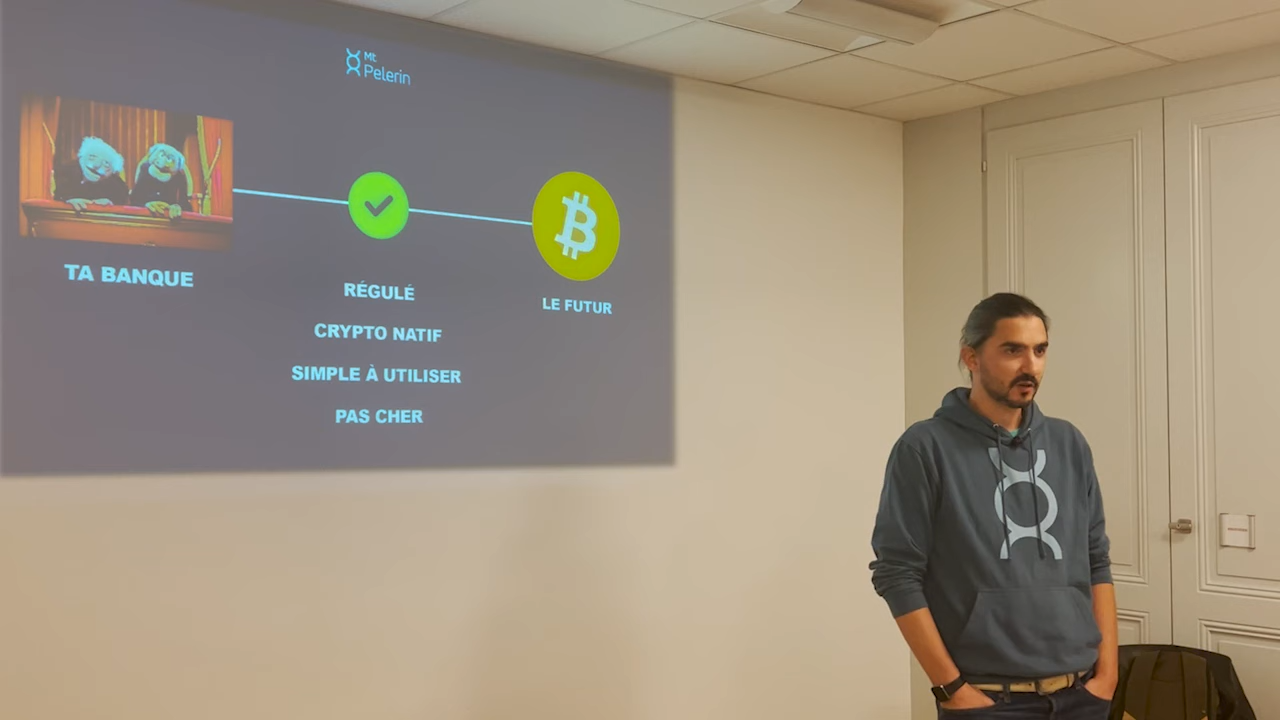 Mt
Pelerin
TA BANQUE
RÉGULÉ
CRYPTO NATIF
SIMPLE À UTILISER
PAS CHER
LE FUTUR